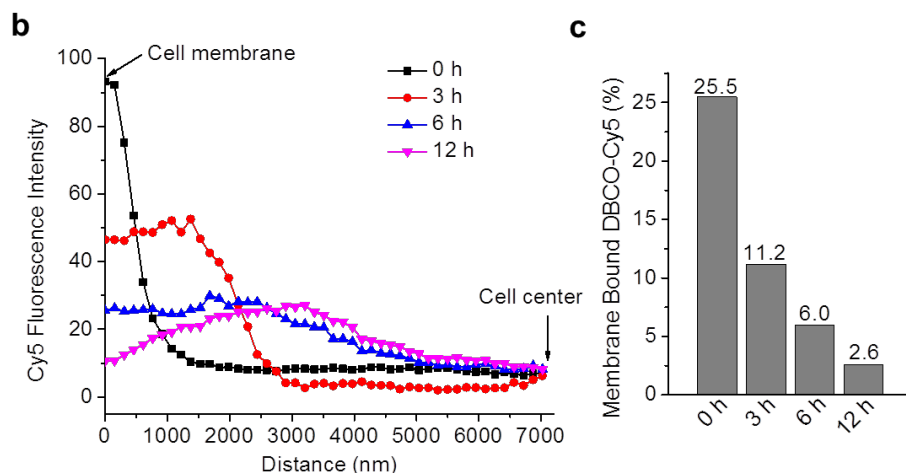 b
Cell membrane
0 h
3 h
6 h
12 h
Cell center
Cy5 Fluorescence Intensity
100
80
60
40
20
0
0 1000 2000 3000 4000 5000 6000 7000
Distance (nm)
c
Membrane Bound DBCO-Cy5 (%)
25
20
15
10
5
0
25.5
11.2
6.0
2.6
0 h 3 h 6 h 12 h